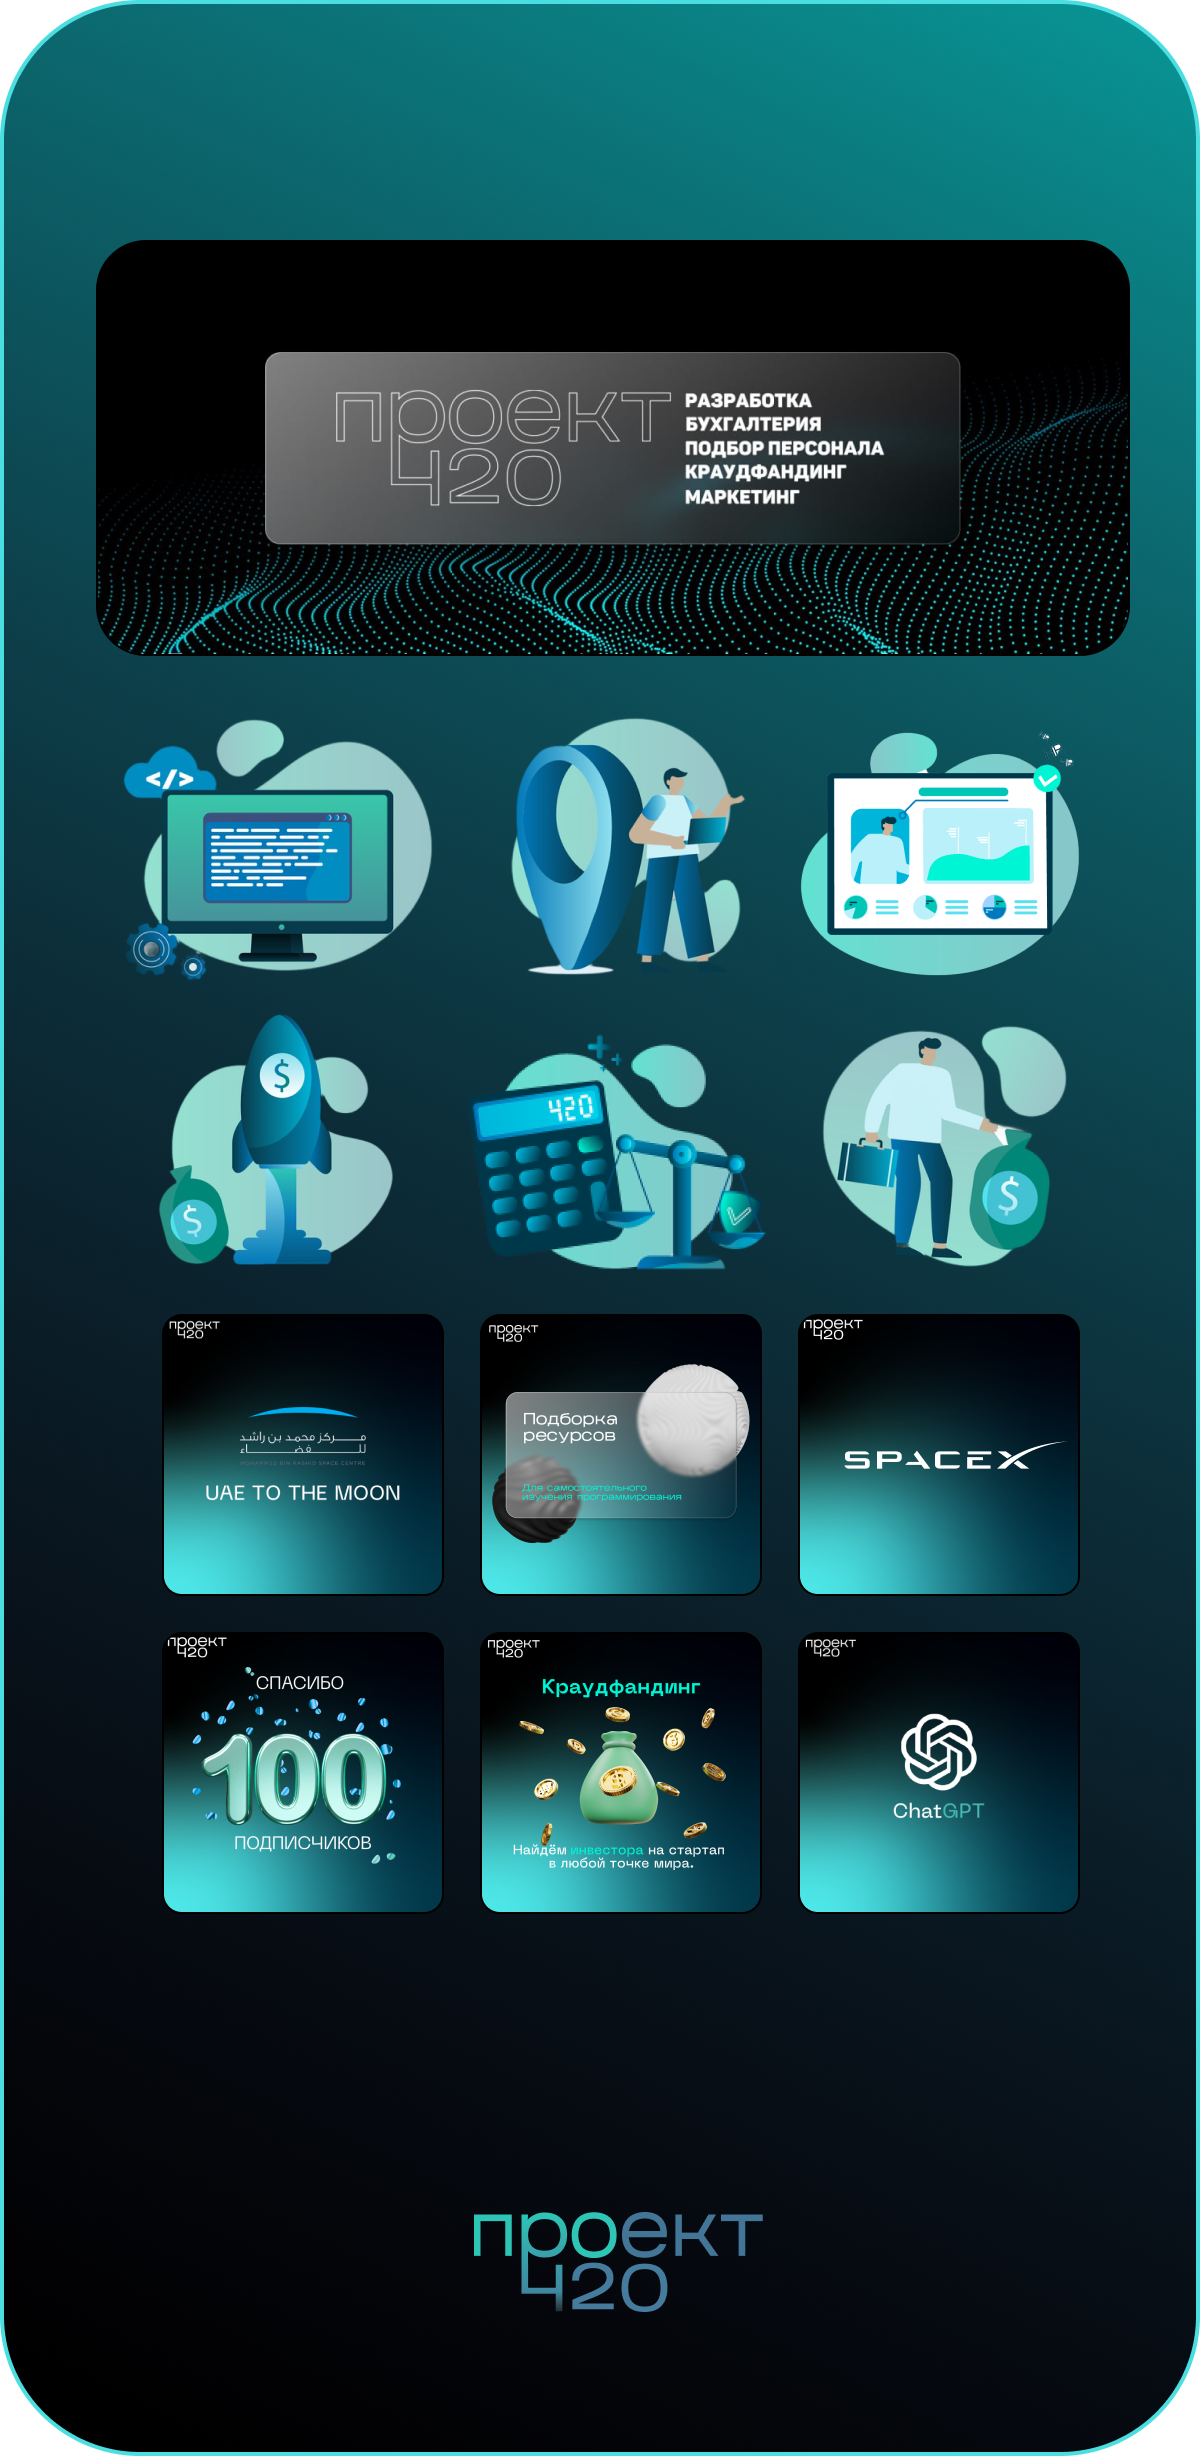 проект
420
РАЗРАБОТКА
БУХГАЛТЕРИЯ
ПОДБОР ПЕРСОНАЛА
КРАУДФАНДИНГ
МАРКЕТИНГ
</>
$
$
420
$
проект
420
مركز محمد بن راشد
للفضاء
MOHAMMED BIN RASHID SPACE CENTRE
UAE TO THE MOON
проект
420
Подборка
ресурсов
Для самостоятельного
изучения программирования
проект
420
SPACEX
проект
420
СПАСИБО
100
ПОДПИСЧИКОВ
проект
420
Краудфандинг
Найдём инвестора на стартап
в любой точке мира.
проект
420
ChatGPT
проект
420